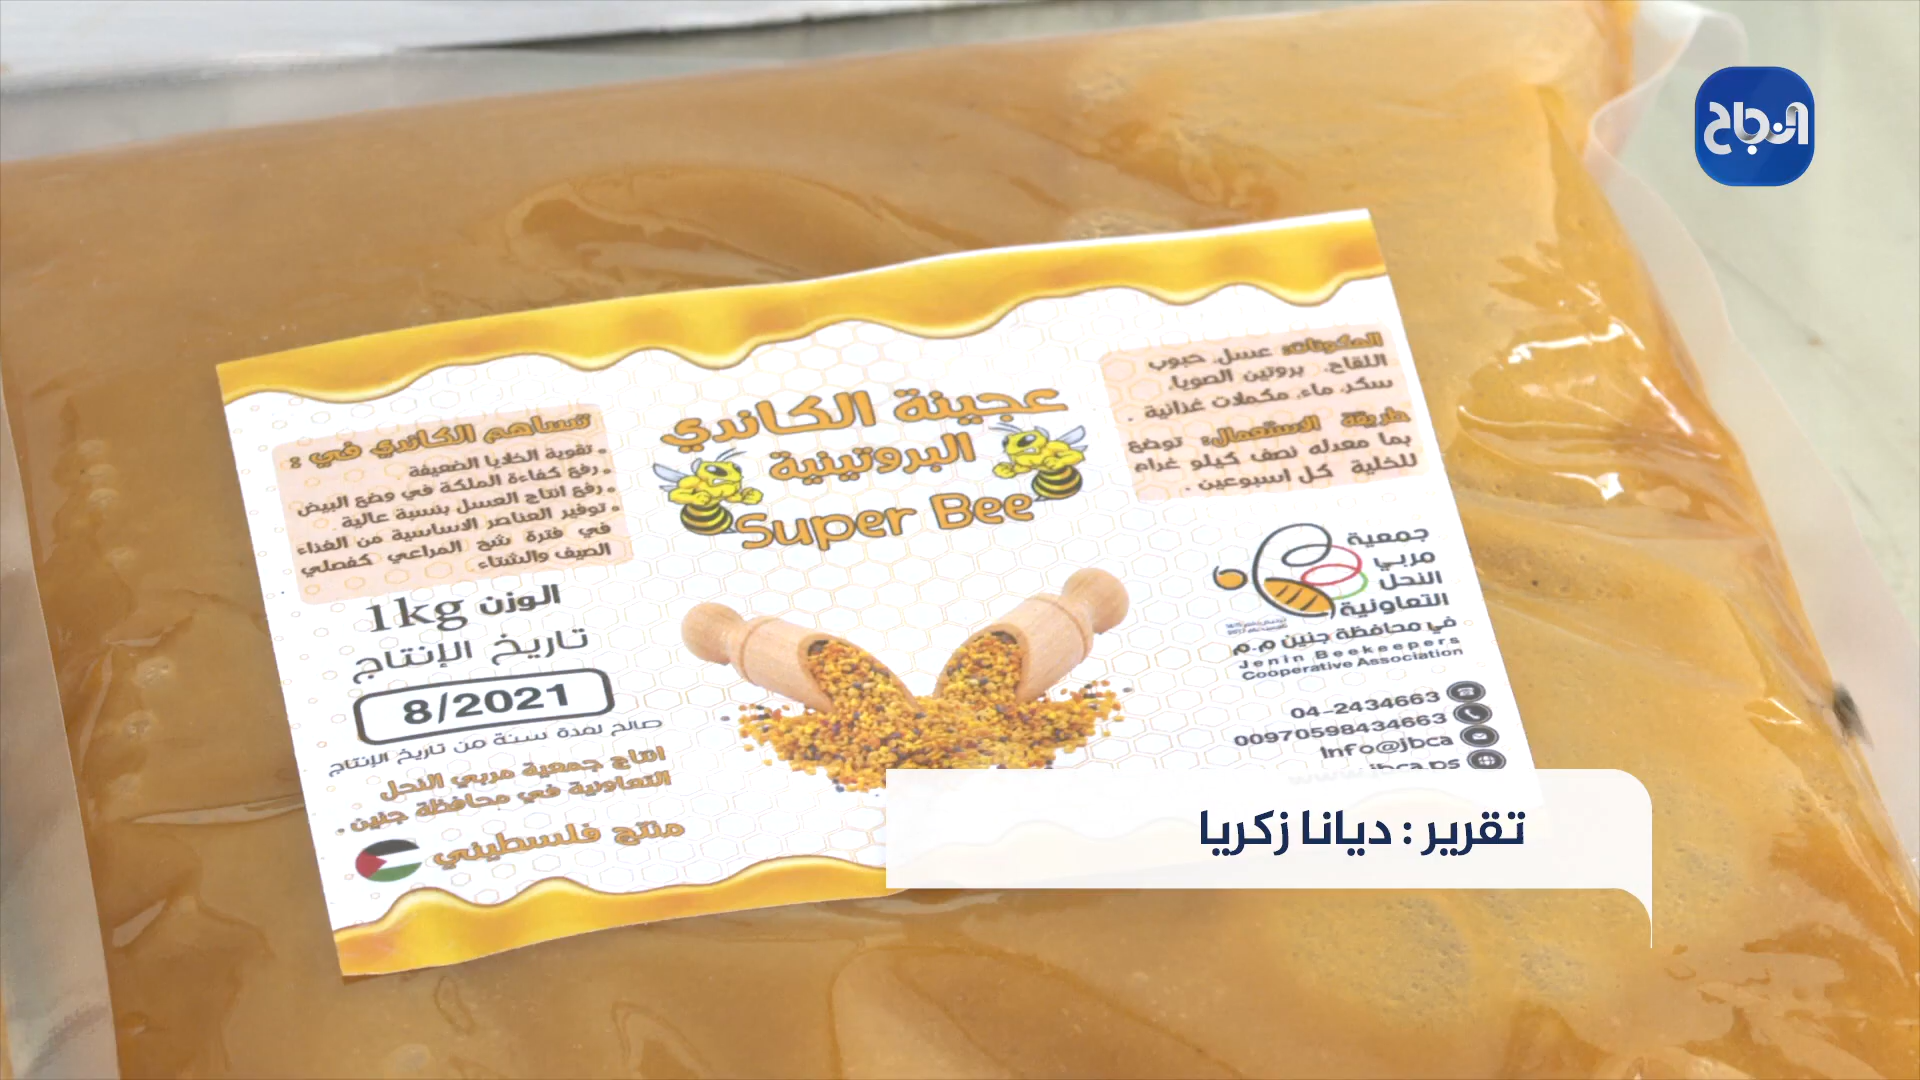 النجاح
عجينة الكاندي
البروتينية
Super Bee
المكونات: عسل، حبوب
اللقاح، بروتين الصويا،
سكر، ماء، مكملات غذائية .
طريقة الاستعمال: توضع
بما معدله نصف كيلو غرام
للخلية كل اسبوعين .
تساهم الكاندي في :
• تقوية الخلايا الضعيفة
• رفع كفاءة الملكة في وضع البيض
• رفع انتاج العسل بنسبة عالية .
• توفير العناصر الاساسية من الغذاء
في فترة شح المراعي كفصلي
الصيف والشتاء.
الوزن 1kg
تاريخ الإنتاج
8/2021
صالح لمدة سنة من تاريخ الإنتاج
انتاج جمعية مربي النحل
التعاونية في محافظة جنين .
منتج فلسطيني
جمعية
مربي
النحل
التعاونية
في محافظة جنين م.م
Jenin Beekeepers
Cooperative Association
04-2434663
00970598434663
Info@jbca
www.jbca.ps
تقرير : ديانا زكريا